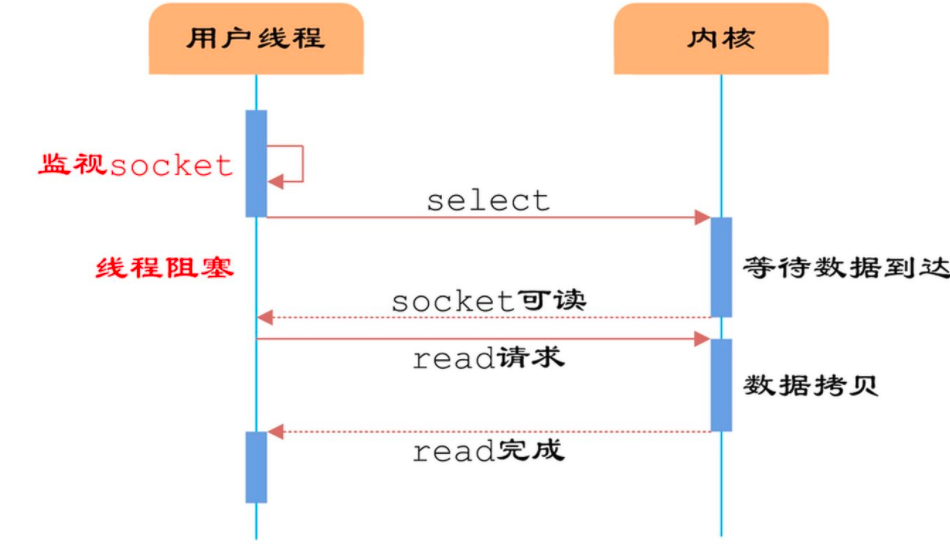 用户线程
内核
监视socket
select
线程阻塞
等待数据到达
socket可读
read请求
数据拷贝
read完成